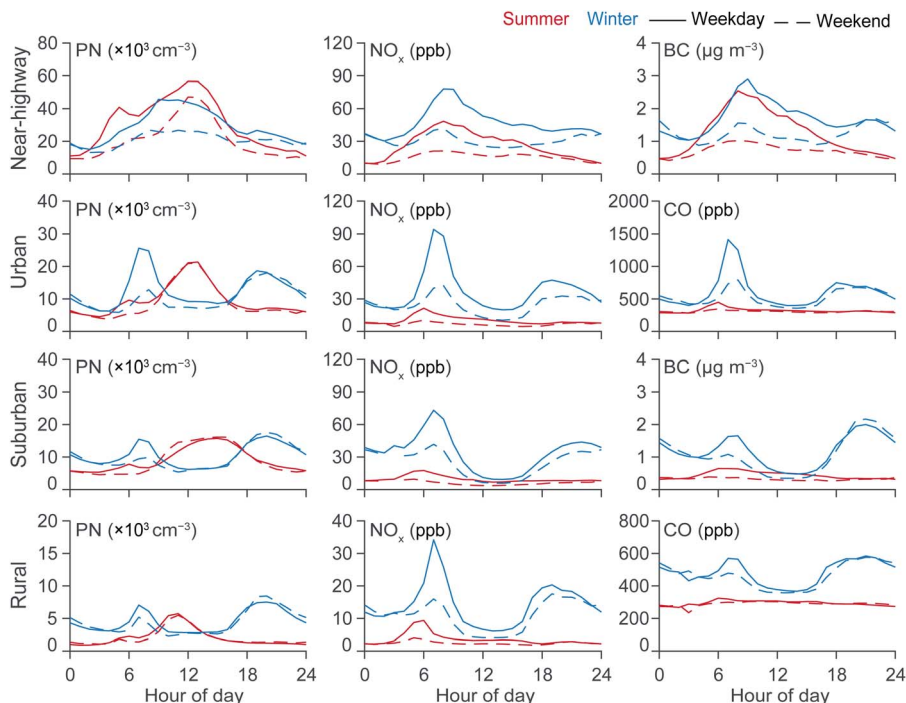 Summer Winter Weekday Weekend
Near-highway
PN (×10³ cm⁻³)
80
60
40
20
0
NOₓ (ppb)
120
90
60
30
0
BC (µg m⁻³)
4
3
2
1
0
Urban
PN (×10³ cm⁻³)
40
30
20
10
0
NOₓ (ppb)
120
90
60
30
0
CO (ppb)
2000
1500
1000
500
0
Suburban
PN (×10³ cm⁻³)
40
30
20
10
0
NOₓ (ppb)
120
90
60
30
0
BC (µg m⁻³)
4
3
2
1
0
Rural
PN (×10³ cm⁻³)
20
15
10
5
0
NOₓ (ppb)
40
30
20
10
0
CO (ppb)
800
600
400
200
0
0 6 12 18 24
0 6 12 18 24
0 6 12 18 24
Hour of day
Hour of day
Hour of day